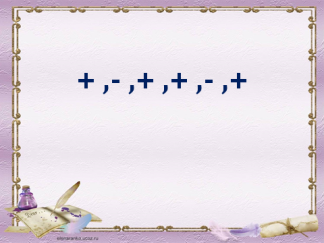 + ,- ,+ ,+ ,- ,+